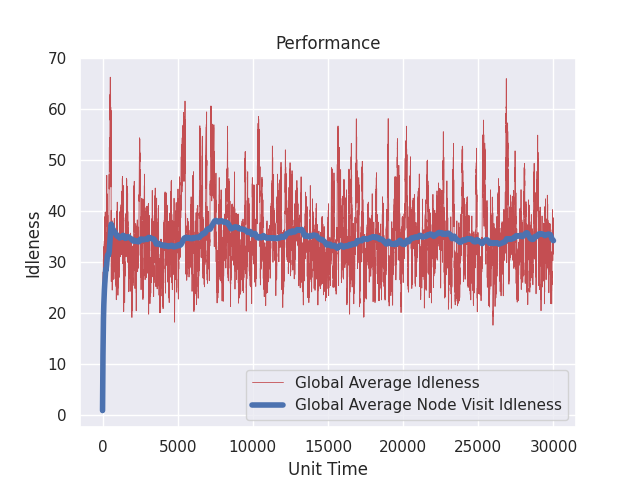 Performance
70
60
50
40
30
20
10
0
Idleness
Global Average Idleness
Global Average Node Visit Idleness
0 5000 10000 15000 20000 25000 30000
Unit Time